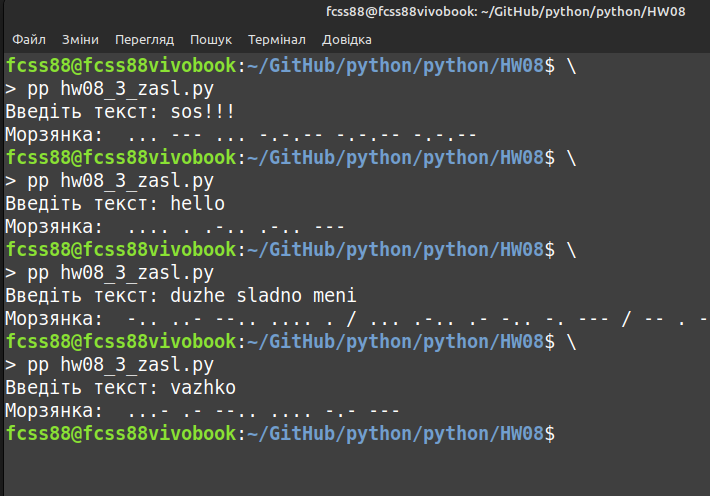 fcss88@fcss88vivobook: ~/GitHub/python/python/HW08
Файл Зміни Перегляд Пошук Термінал Довідка
fcss88@fcss88vivobook:~/GitHub/python/python/HW08$ \
> pp hw08_3_zasl.py
Введіть текст: sos!!!
Морзянка:  ... --- ... -.-.-- -.-.-- -.-.--
fcss88@fcss88vivobook:~/GitHub/python/python/HW08$ \
> pp hw08_3_zasl.py
Введіть текст: hello
Морзянка:  .... . .-.. .-.. ---
fcss88@fcss88vivobook:~/GitHub/python/python/HW08$ \
> pp hw08_3_zasl.py
Введіть текст: duzhe sladno meni
Морзянка:  -.. ..- --.. .... . / ... .-.. .- -.. -. --- / -- . -
fcss88@fcss88vivobook:~/GitHub/python/python/HW08$ \
> pp hw08_3_zasl.py
Введіть текст: vazhko
Морзянка:  ...- .- --.. .... -.- ---
fcss88@fcss88vivobook:~/GitHub/python/python/HW08$